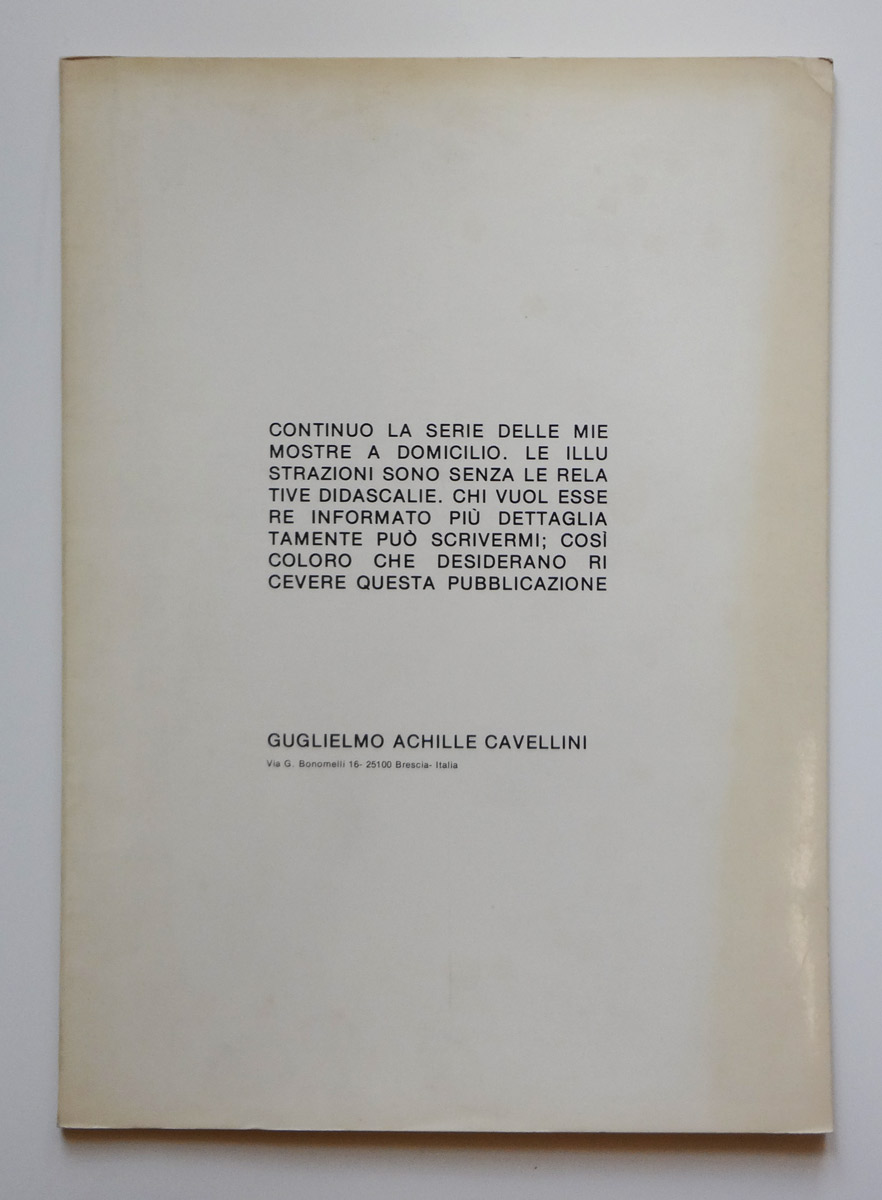 CONTINUO LA SERIE DELLE MIE
MOSTRE A DOMICILIO. LE ILLU
STRAZIONI SONO SENZA LE RELA
TIVE DIDASCALIE. CHI VUOL ESSE
RE INFORMATO PIÙ DETTAGLIA
TAMENTE PUÒ SCRIVERMI; COSÌ
COLORO CHE DESIDERANO RI
CEVERE QUESTA PUBBLICAZIONE
GUGLIELMO ACHILLE CAVELLINI
Via G. Bonomelli 16- 25100 Brescia- Italia